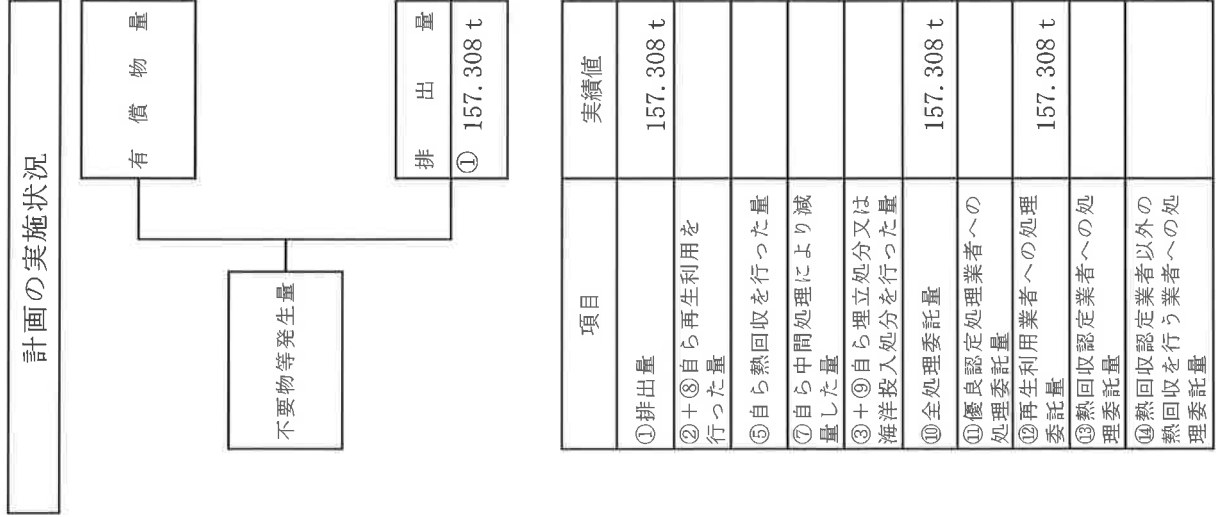 計画の実施状況
有償物量
不要物等発生量
排出量
① 157.308 t
項目
実績値
①排出量
157.308 t
②+⑧自ら再生利用を
行った量
⑤自ら熱回収を行った量
⑦自ら中間処理により減
量した量
③+⑨自ら埋立処分又は
海洋投入処分を行った量
⑩全処理委託量
157.308 t
⑪優良認定処理業者への
処理委託量
⑫再生利用業者への処理
委託量
157.308 t
⑬熱回収認定業者への処
理委託量
⑭熱回収認定業者以外の
熱回収を行う業者への処
理委託量